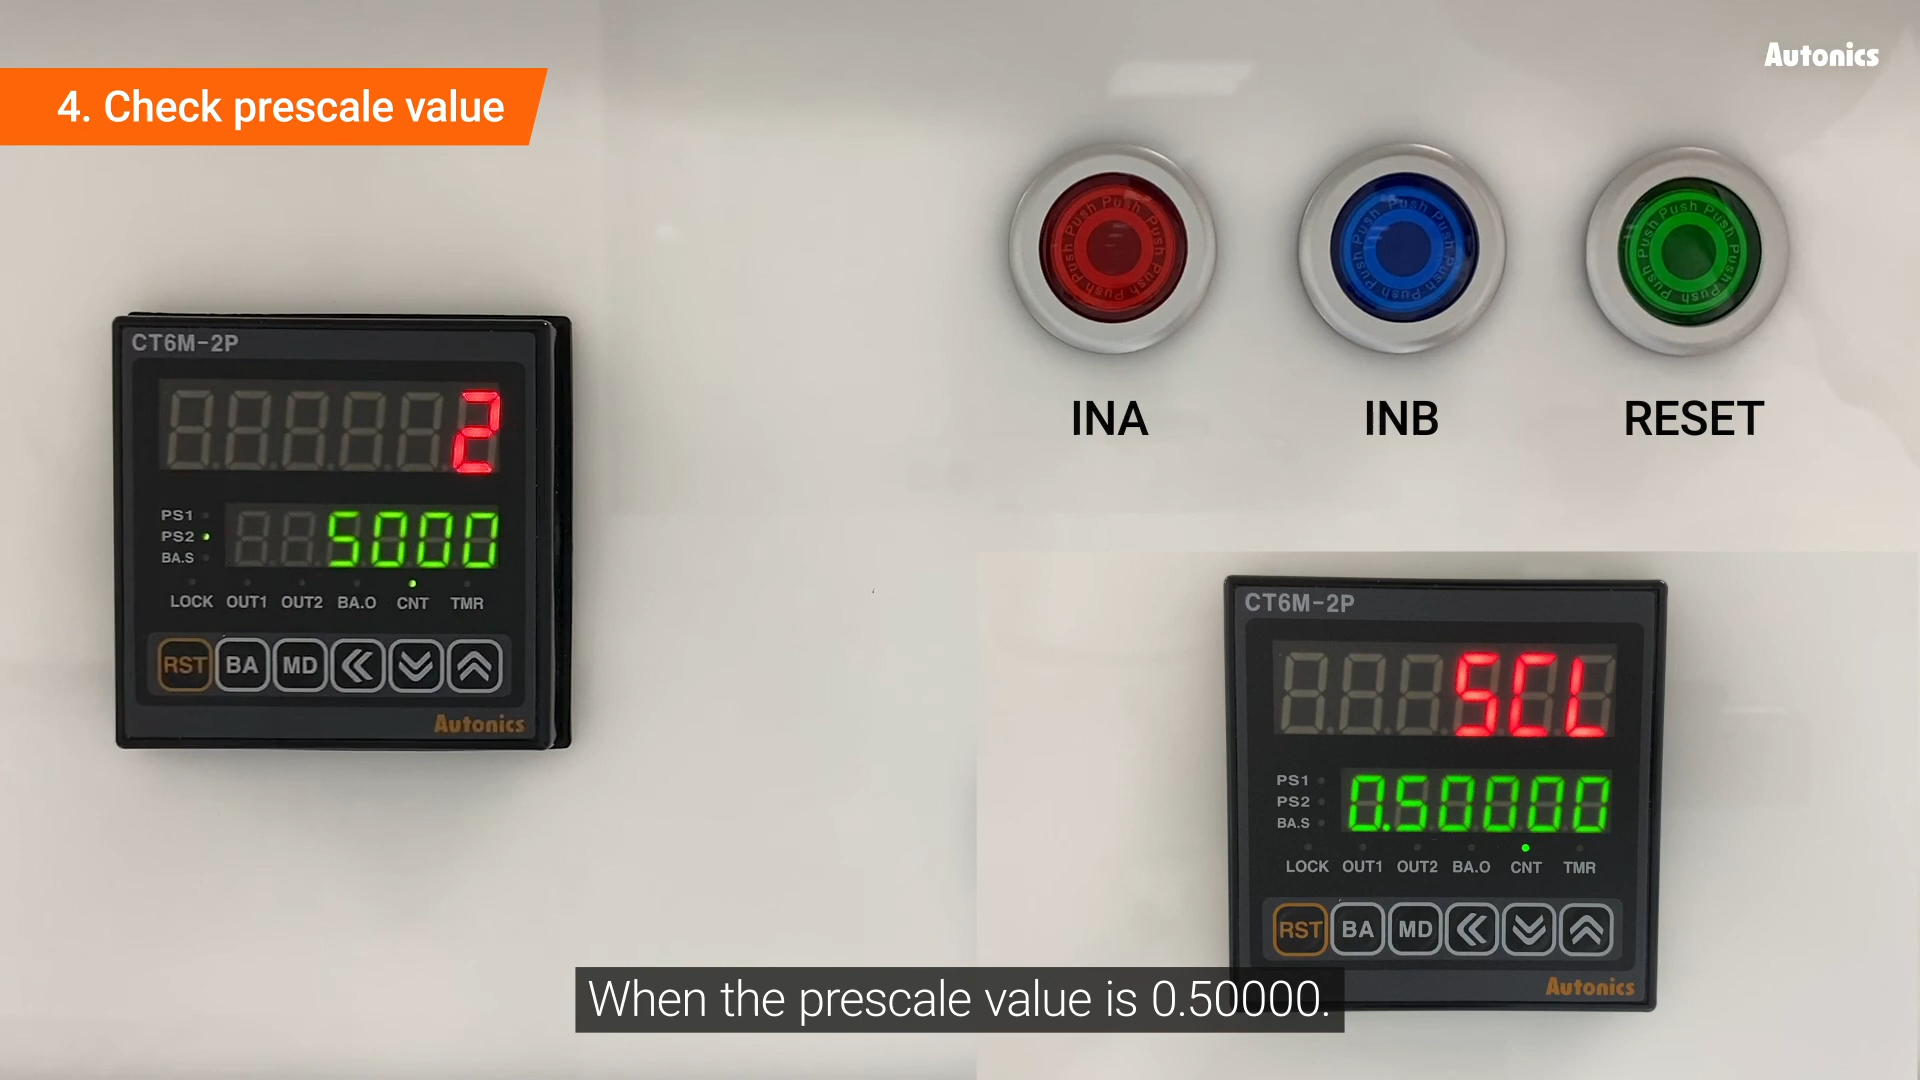 4. Check prescale value
Autonics
INA
INB
RESET
CT6M-2P
2
PS1
PS2
BA.S
5000
LOCK OUT1 OUT2 BA.O CNT TMR
RST BA MD
Autonics
CT6M-2P
SCL
PS1
PS2
BA.S
0.50000
LOCK OUT1 OUT2 BA.O CNT TMR
RST BA MD
Autonics
When the prescale value is 0.50000.